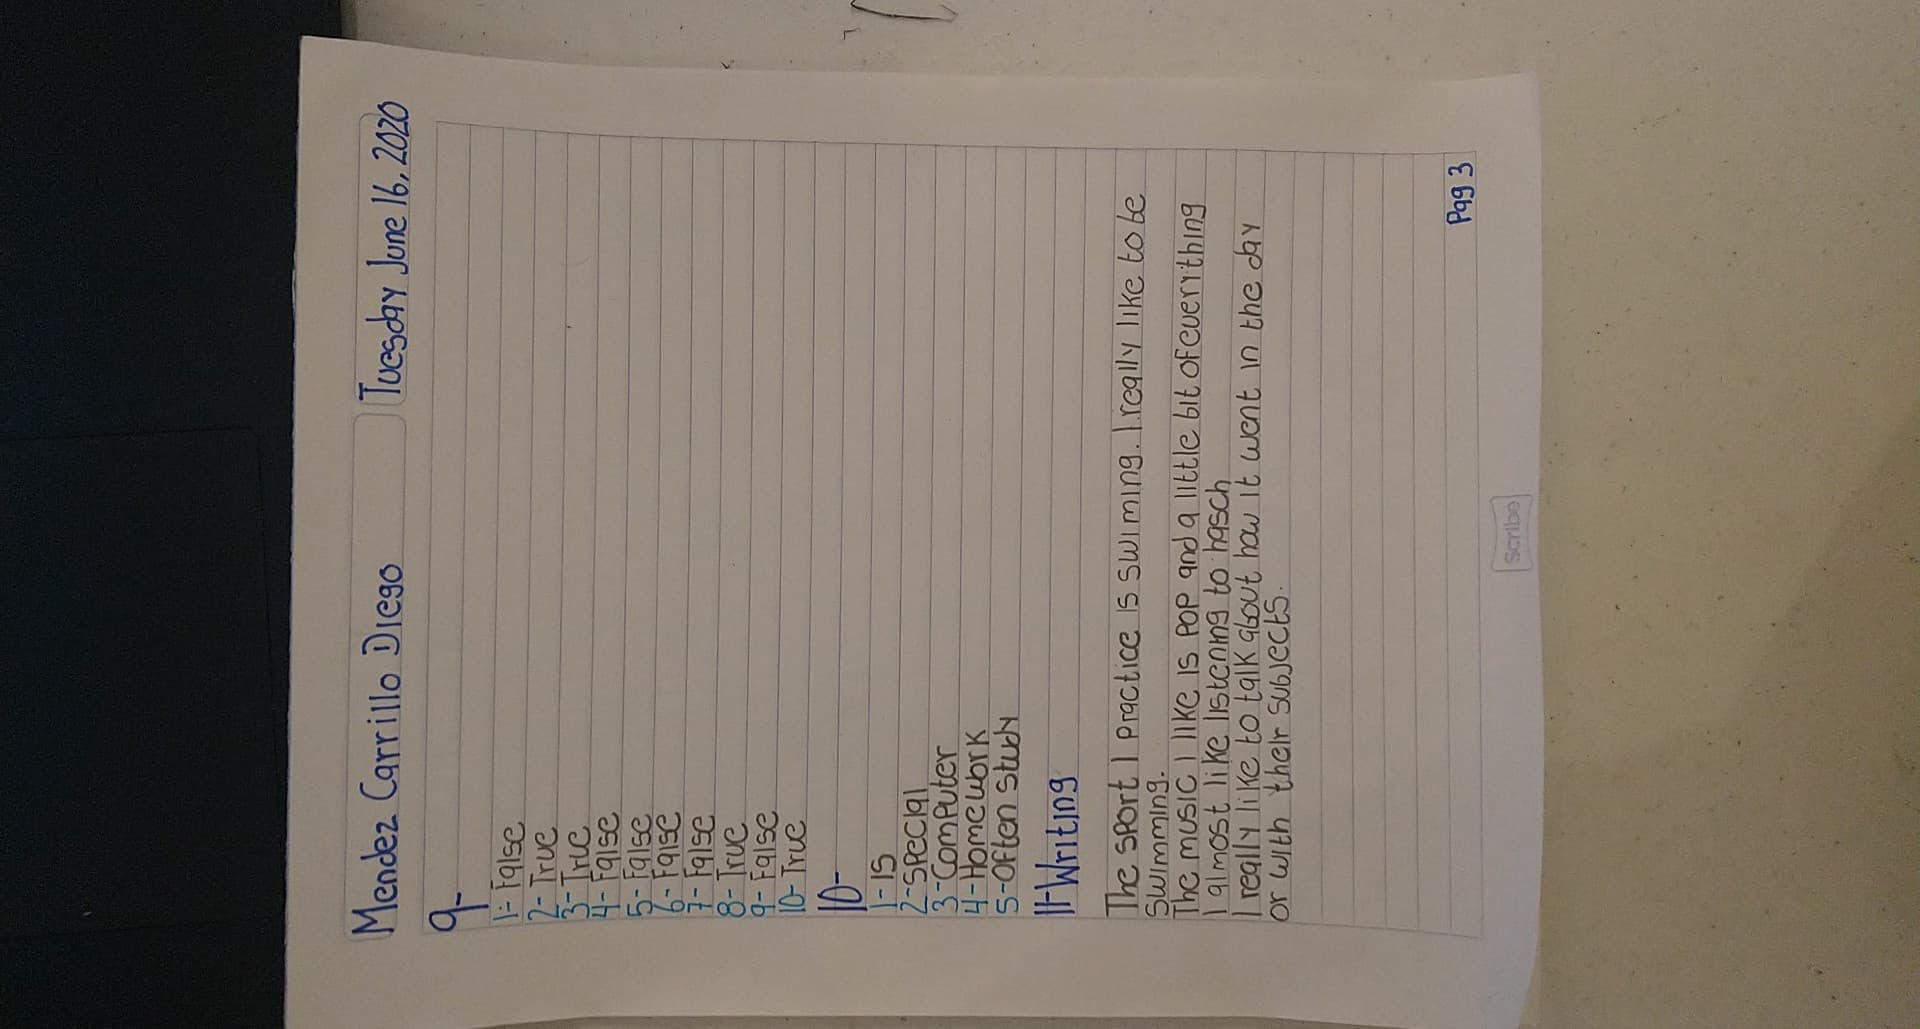 Mendez Carrillo Diego
Tuesday June 16, 2020
9-
1- False
2- True
3- True
4- False
5- False
6- False
7- False
8- True
9- False
10- True
10-
1- IS
2- Special
3- Computer
4- Homework
5- Often study
11- Writing
The sport I practice is swiming. I really like to be
swimming.
The music I like is pop and a little bit of everithing
I almost like listening to hasch
I really like to talk about how it went in the day
or with their subjects.
Pag 3
Scribe